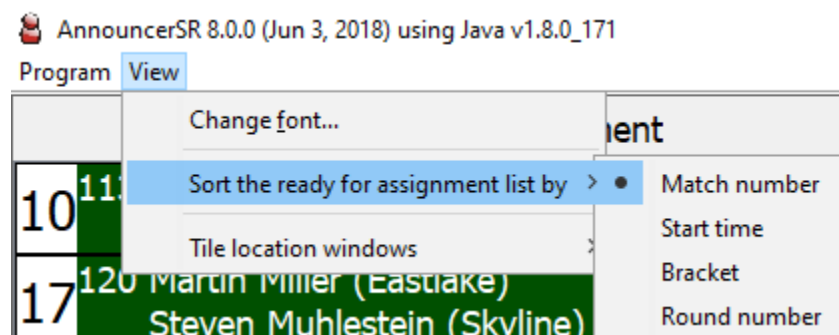 AnnouncerSR 8.0.0 (Jun 3, 2018) using Java v1.8.0_171
Program View
Change font...
Sort the ready for assignment list by
Tile location windows
Match number
Start time
Bracket
Round number
10
17
120 Martin Miller (Eastlake)
Steven Muhlestein (Skyline)